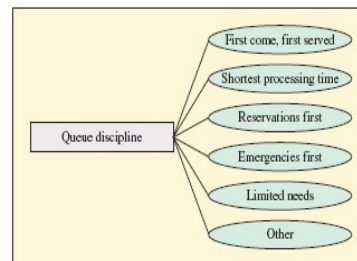 Queue discipline
First come, first served
Shortest processing time
Reservations first
Emergencies first
Limited needs
Other